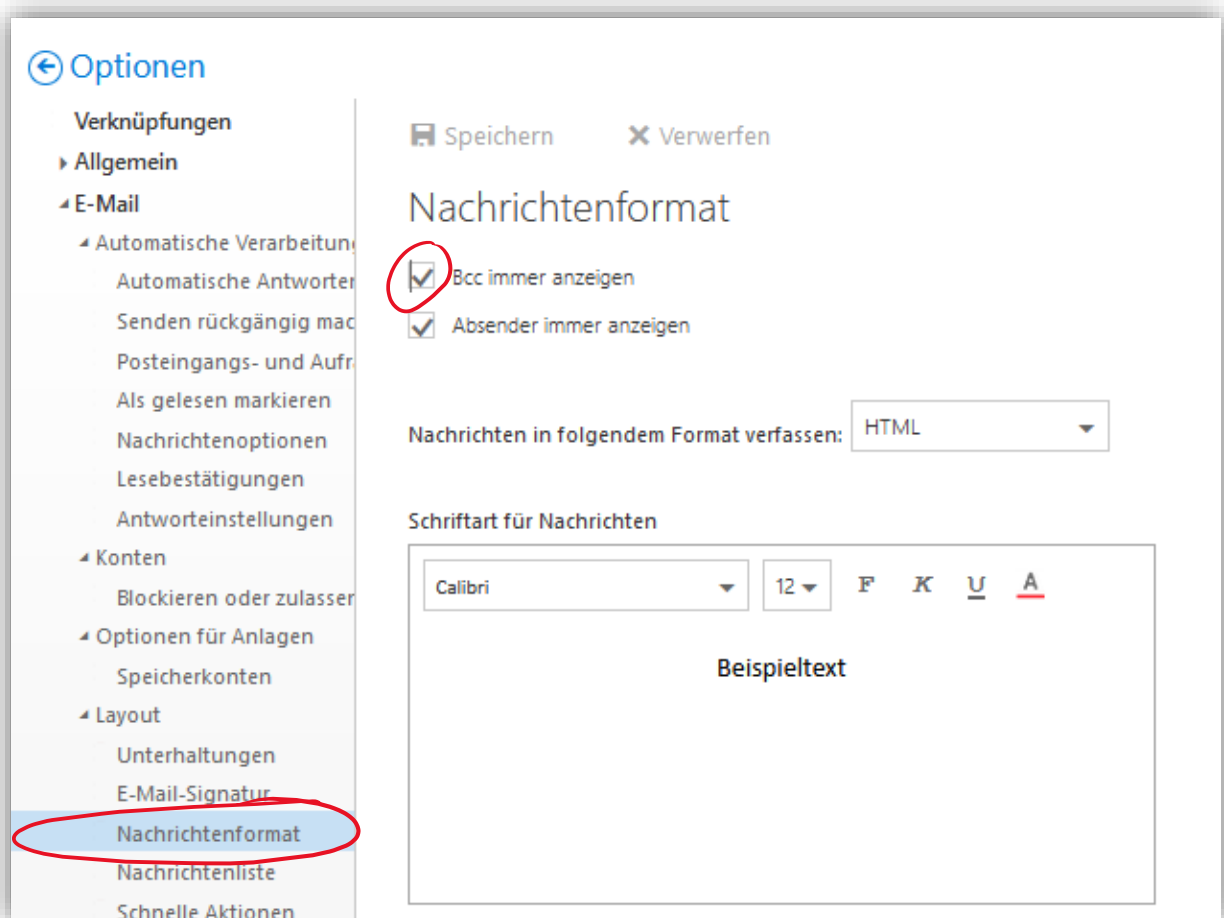 Optionen
Verknüpfungen
Allgemein
E-Mail
Automatische Verarbeitung
Automatische Antworten
Senden rückgängig mac
Posteingangs- und Aufr
Als gelesen markieren
Nachrichtenoptionen
Lesebestätigungen
Antworteinstellungen
Konten
Blockieren oder zulassen
Optionen für Anlagen
Speicherkonten
Layout
Unterhaltungen
E-Mail-Signatur
Nachrichtenformat
Nachrichtenliste
Schnelle Aktionen
Speichern Verwerfen
Nachrichtenformat
Bcc immer anzeigen
Absender immer anzeigen
Nachrichten in folgendem Format verfassen: HTML
Schriftart für Nachrichten
Calibri 12 F K U A
Beispieltext